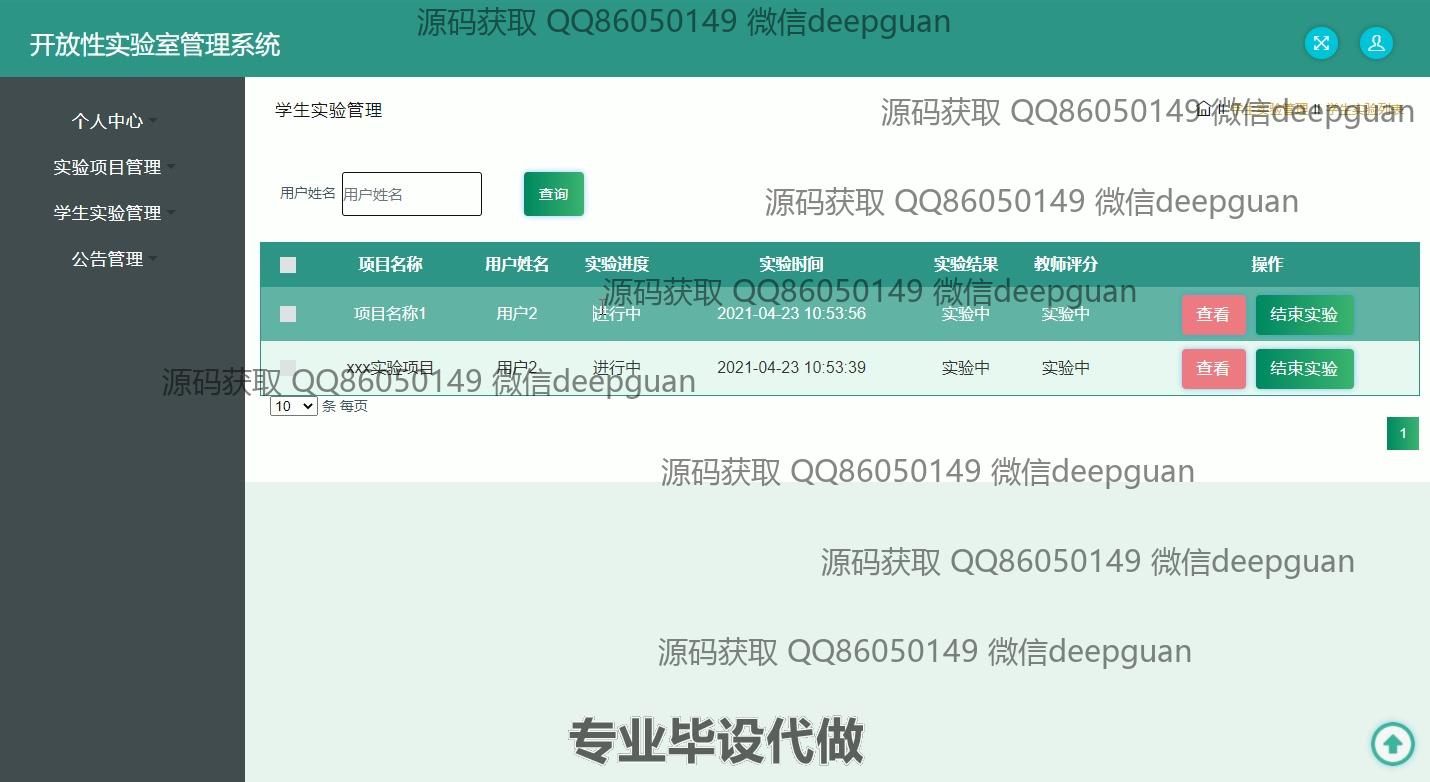 源码获取 QQ86050149 微信deepguan
开放性实验室管理系统
个人中心
实验项目管理
学生实验管理
公告管理
学生实验管理
学生实验管理 学生实验列表
源码获取 QQ86050149 微信deepguan
用户姓名 用户姓名 查询
源码获取 QQ86050149 微信deepguan
项目名称 用户姓名 实验进度 实验时间 实验结果 教师评分 操作
源码获取 QQ86050149 微信deepguan
项目名称1 用户2 进行中 2021-04-23 10:53:56 实验中 实验中 查看 结束实验
xxx实验项目 用户2 进行中 2021-04-23 10:53:39 实验中 实验中 查看 结束实验
源码获取 QQ86050149 微信deepguan
10 条 每页
1
源码获取 QQ86050149 微信deepguan
源码获取 QQ86050149 微信deepguan
源码获取 QQ86050149 微信deepguan
专业毕设代做